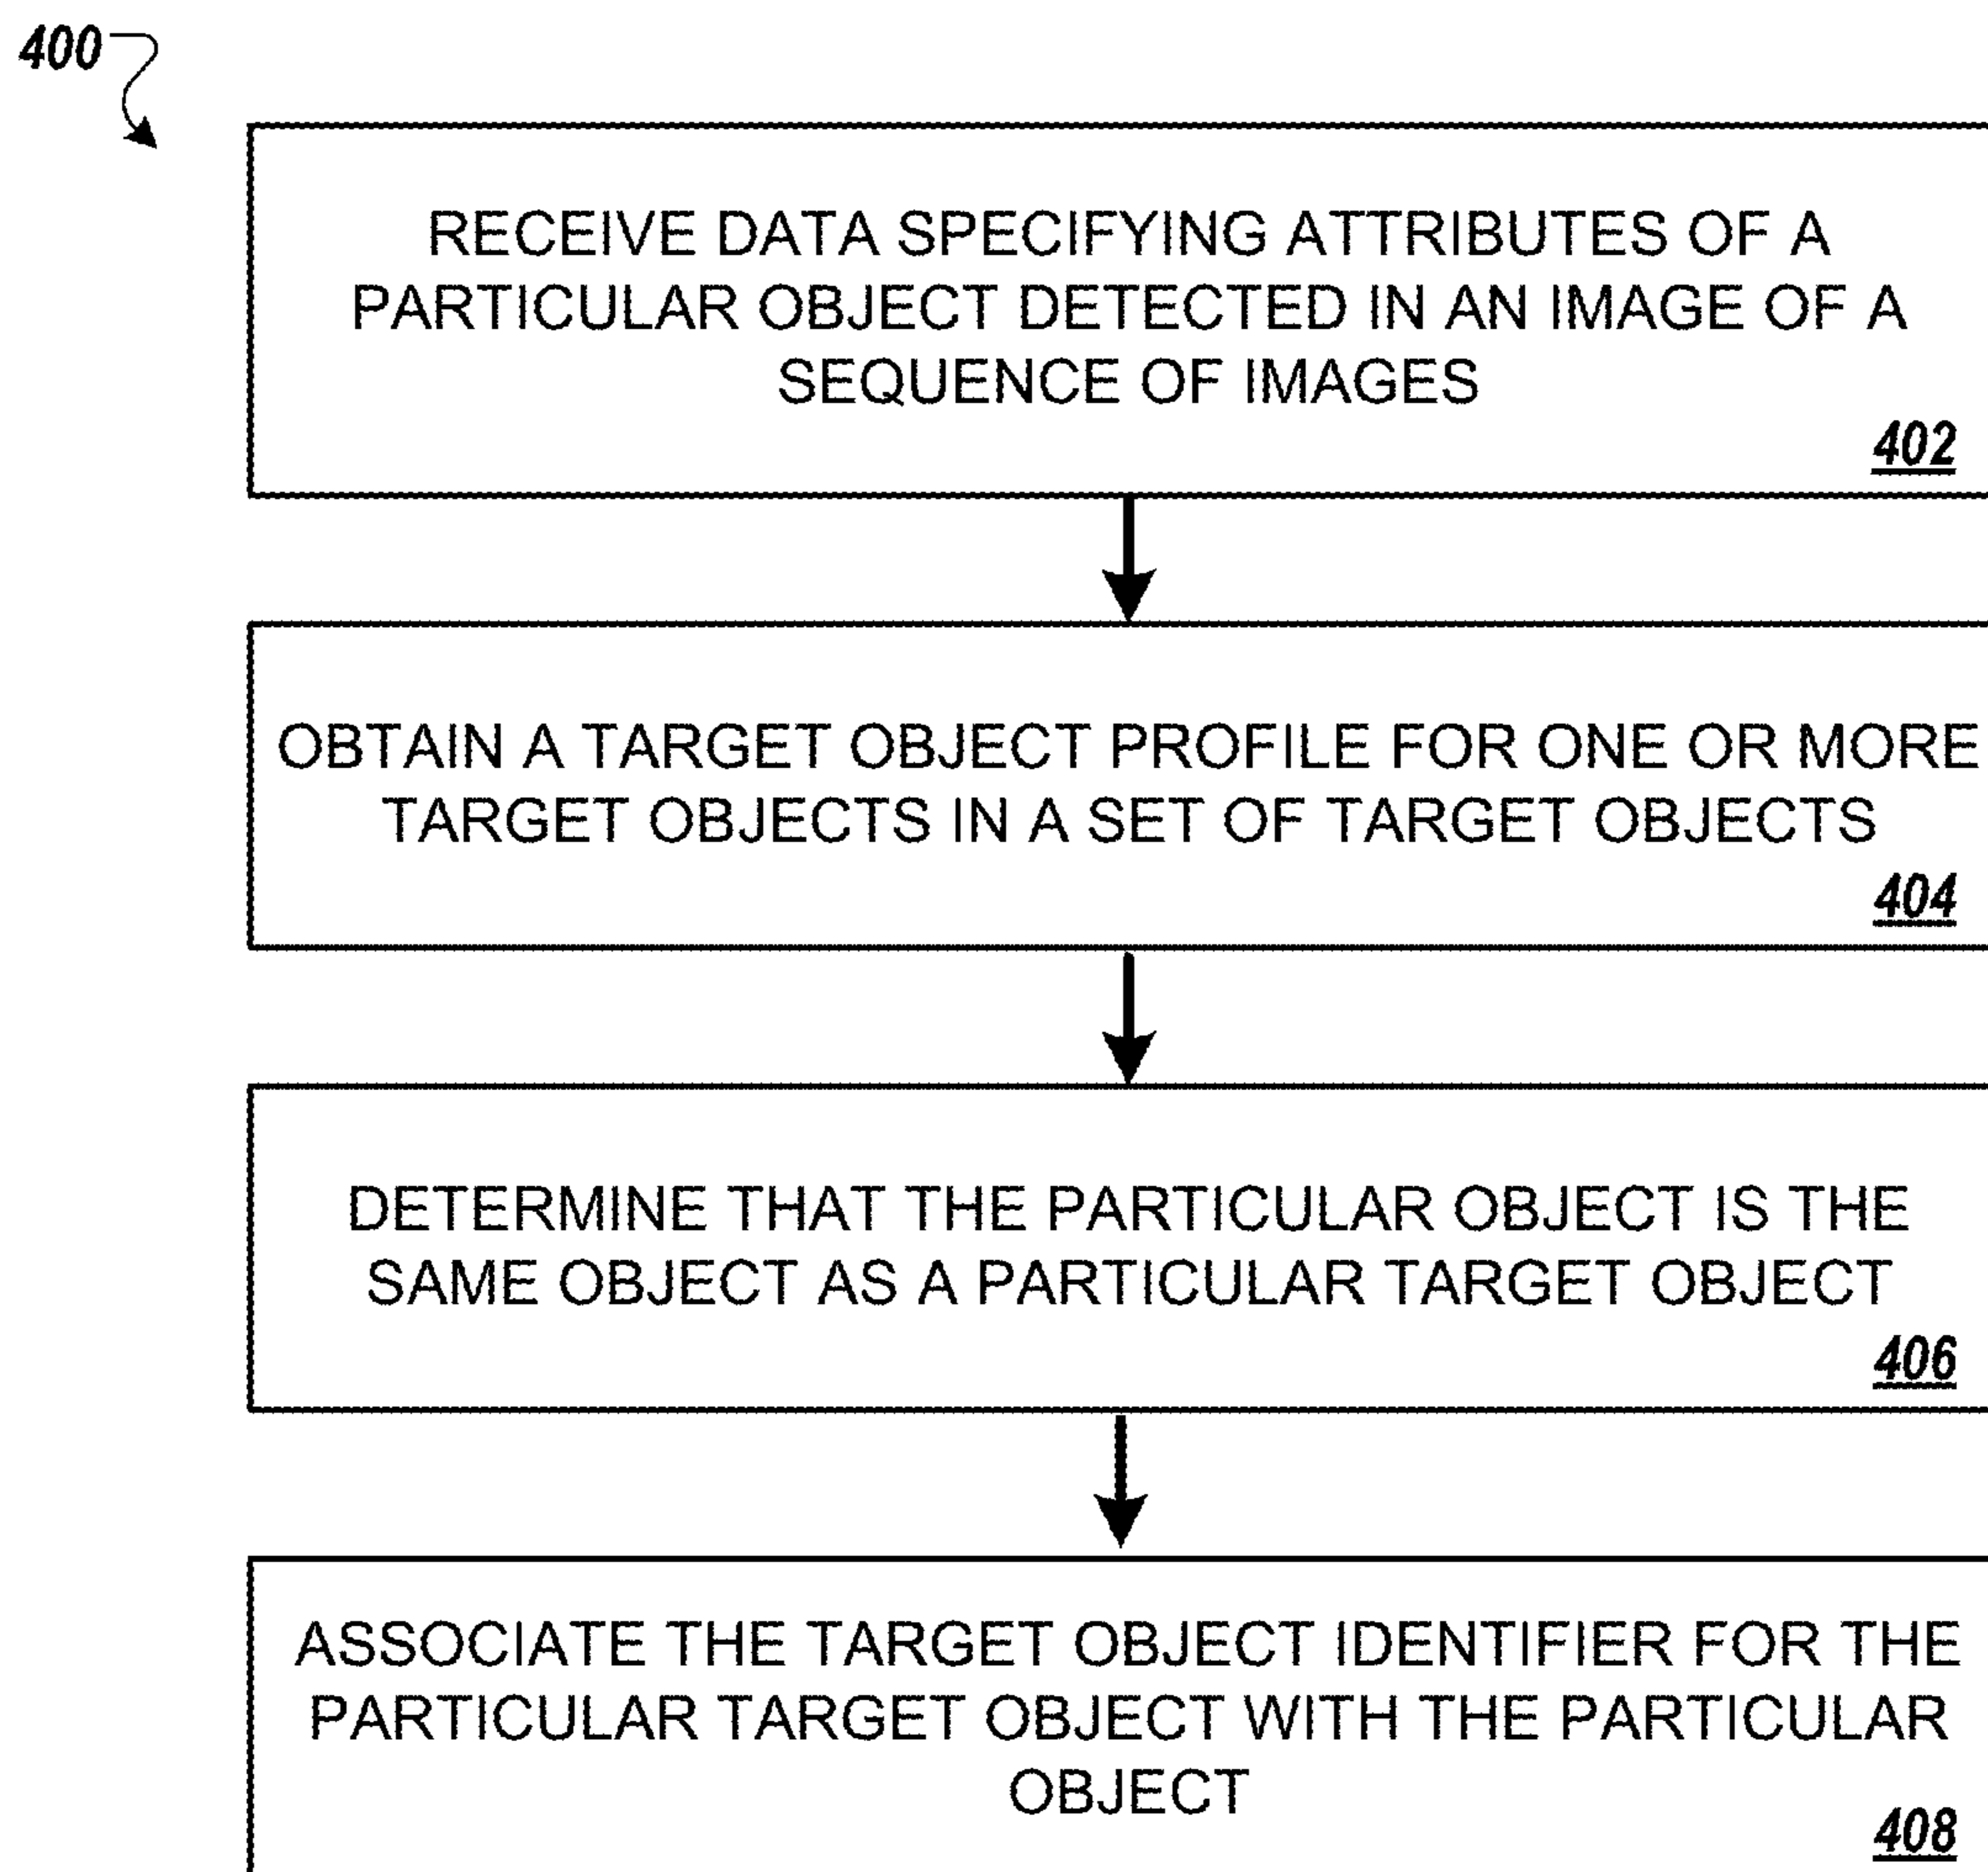 400
RECEIVE DATA SPECIFYING ATTRIBUTES OF A
PARTICULAR OBJECT DETECTED IN AN IMAGE OF A
SEQUENCE OF IMAGES
402
OBTAIN A TARGET OBJECT PROFILE FOR ONE OR MORE
TARGET OBJECTS IN A SET OF TARGET OBJECTS
404
DETERMINE THAT THE PARTICULAR OBJECT IS THE
SAME OBJECT AS A PARTICULAR TARGET OBJECT
406
ASSOCIATE THE TARGET OBJECT IDENTIFIER FOR THE
PARTICULAR TARGET OBJECT WITH THE PARTICULAR
OBJECT
408